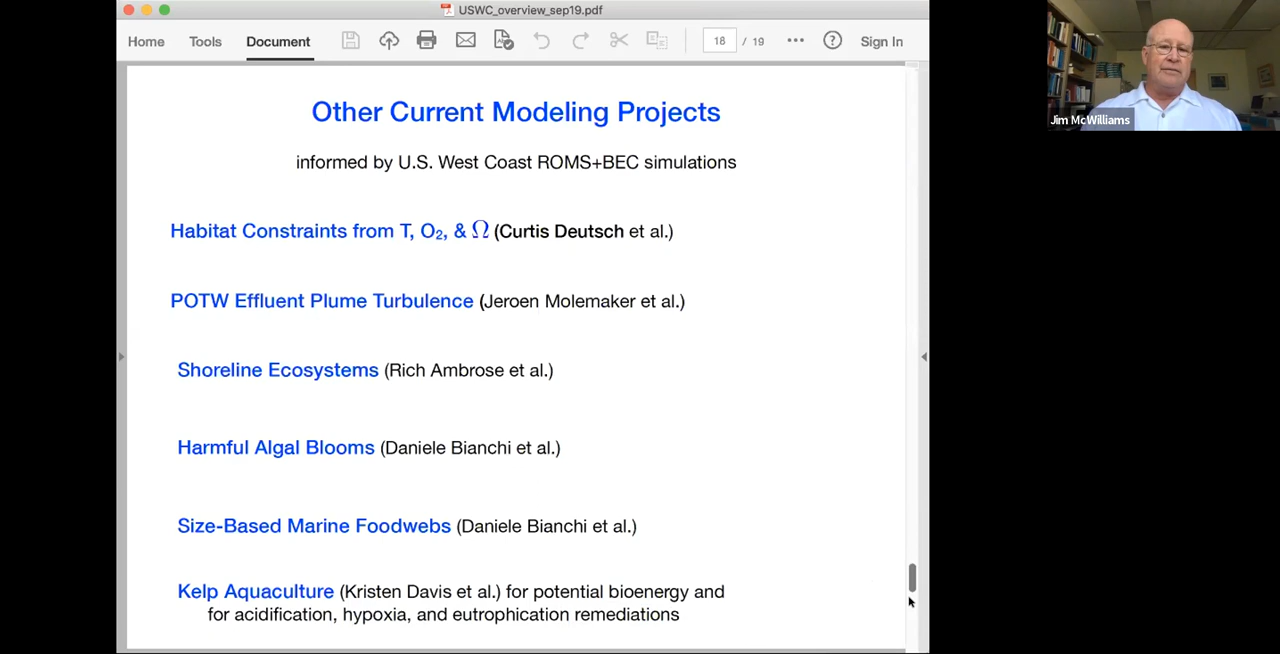 USWC_overview_sep19.pdf
Home Tools Document 18 / 19 Sign In
Jim McWilliams
Other Current Modeling Projects
informed by U.S. West Coast ROMS+BEC simulations
Habitat Constraints from T, O₂, & Ω (Curtis Deutsch et al.)
POTW Effluent Plume Turbulence (Jeroen Molemaker et al.)
Shoreline Ecosystems (Rich Ambrose et al.)
Harmful Algal Blooms (Daniele Bianchi et al.)
Size-Based Marine Foodwebs (Daniele Bianchi et al.)
Kelp Aquaculture (Kristen Davis et al.) for potential bioenergy and
for acidification, hypoxia, and eutrophication remediations